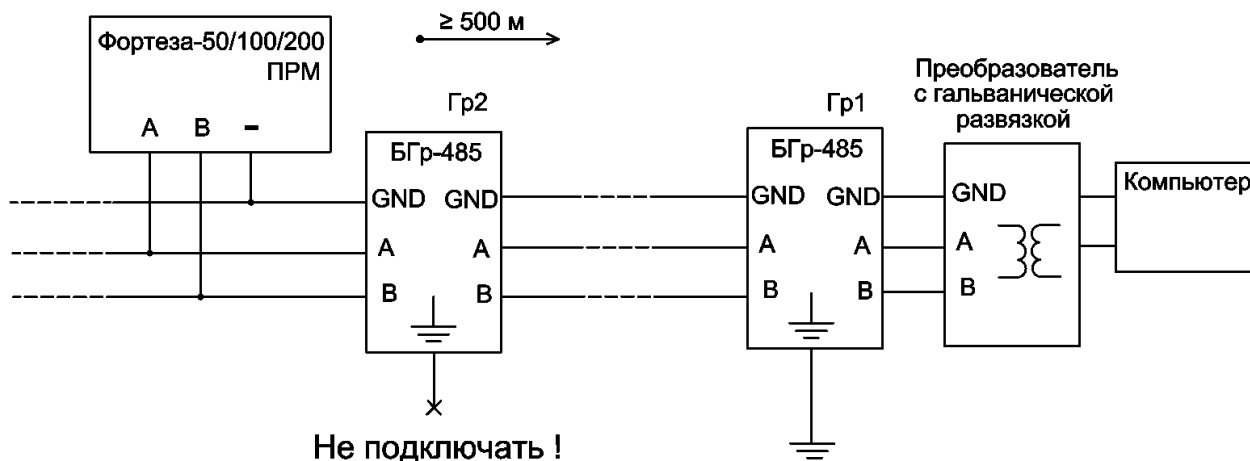 Фортеза-50/100/200
ПРМ
А В –
≥ 500 м
Гр2
БГр-485
GND GND
А А
В В
Не подключать !
Гр1
БГр-485
GND GND
А А
В В
Преобразователь
с гальванической
развязкой
GND
А
В
Компьютер